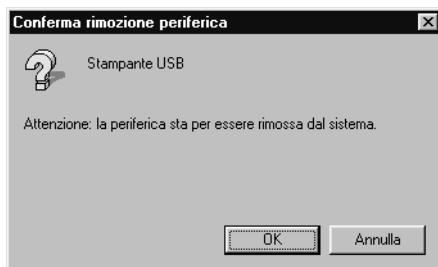 Conferma rimozione periferica
Stampante USB
Attenzione: la periferica sta per essere rimossa dal sistema.
OK
Annulla